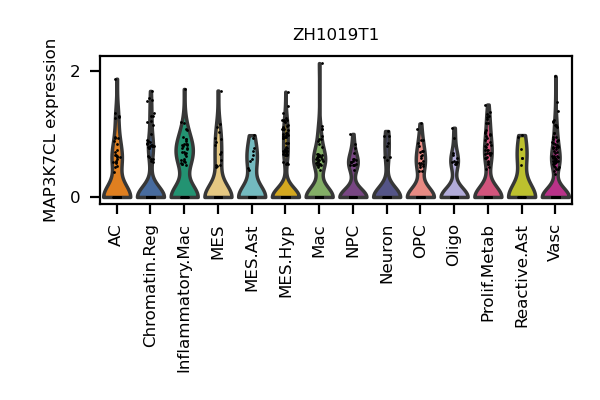 ZH1019T1
MAP3K7CL expression
2
0
AC
Chromatin.Reg
Inflammatory.Mac
MES
MES.Ast
MES.Hyp
Mac
NPC
Neuron
OPC
Oligo
Prolif.Metab
Reactive.Ast
Vasc